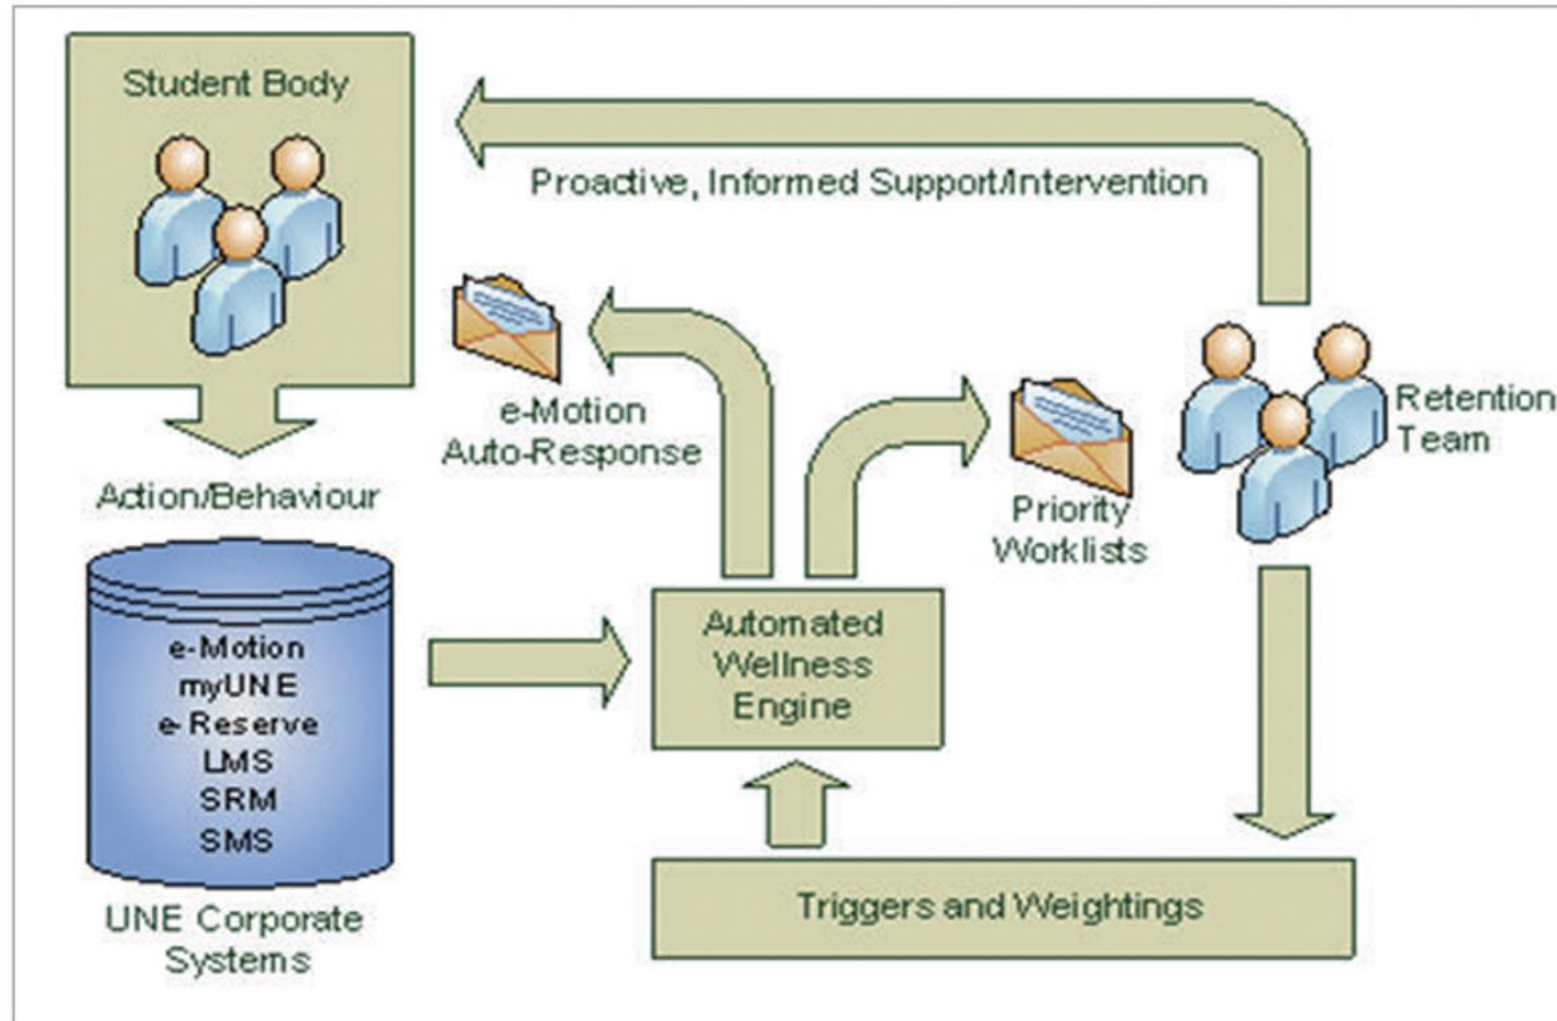 Student Body
Proactive, Informed Support/Intervention
e-Motion
Auto-Response
Retention
Team
Priority
Worklists
Action/Behaviour
e-Motion
myUNE
e-Reserve
LMS
SRM
SMS
UNE Corporate
Systems
Automated
Wellness
Engine
Triggers and Weightings